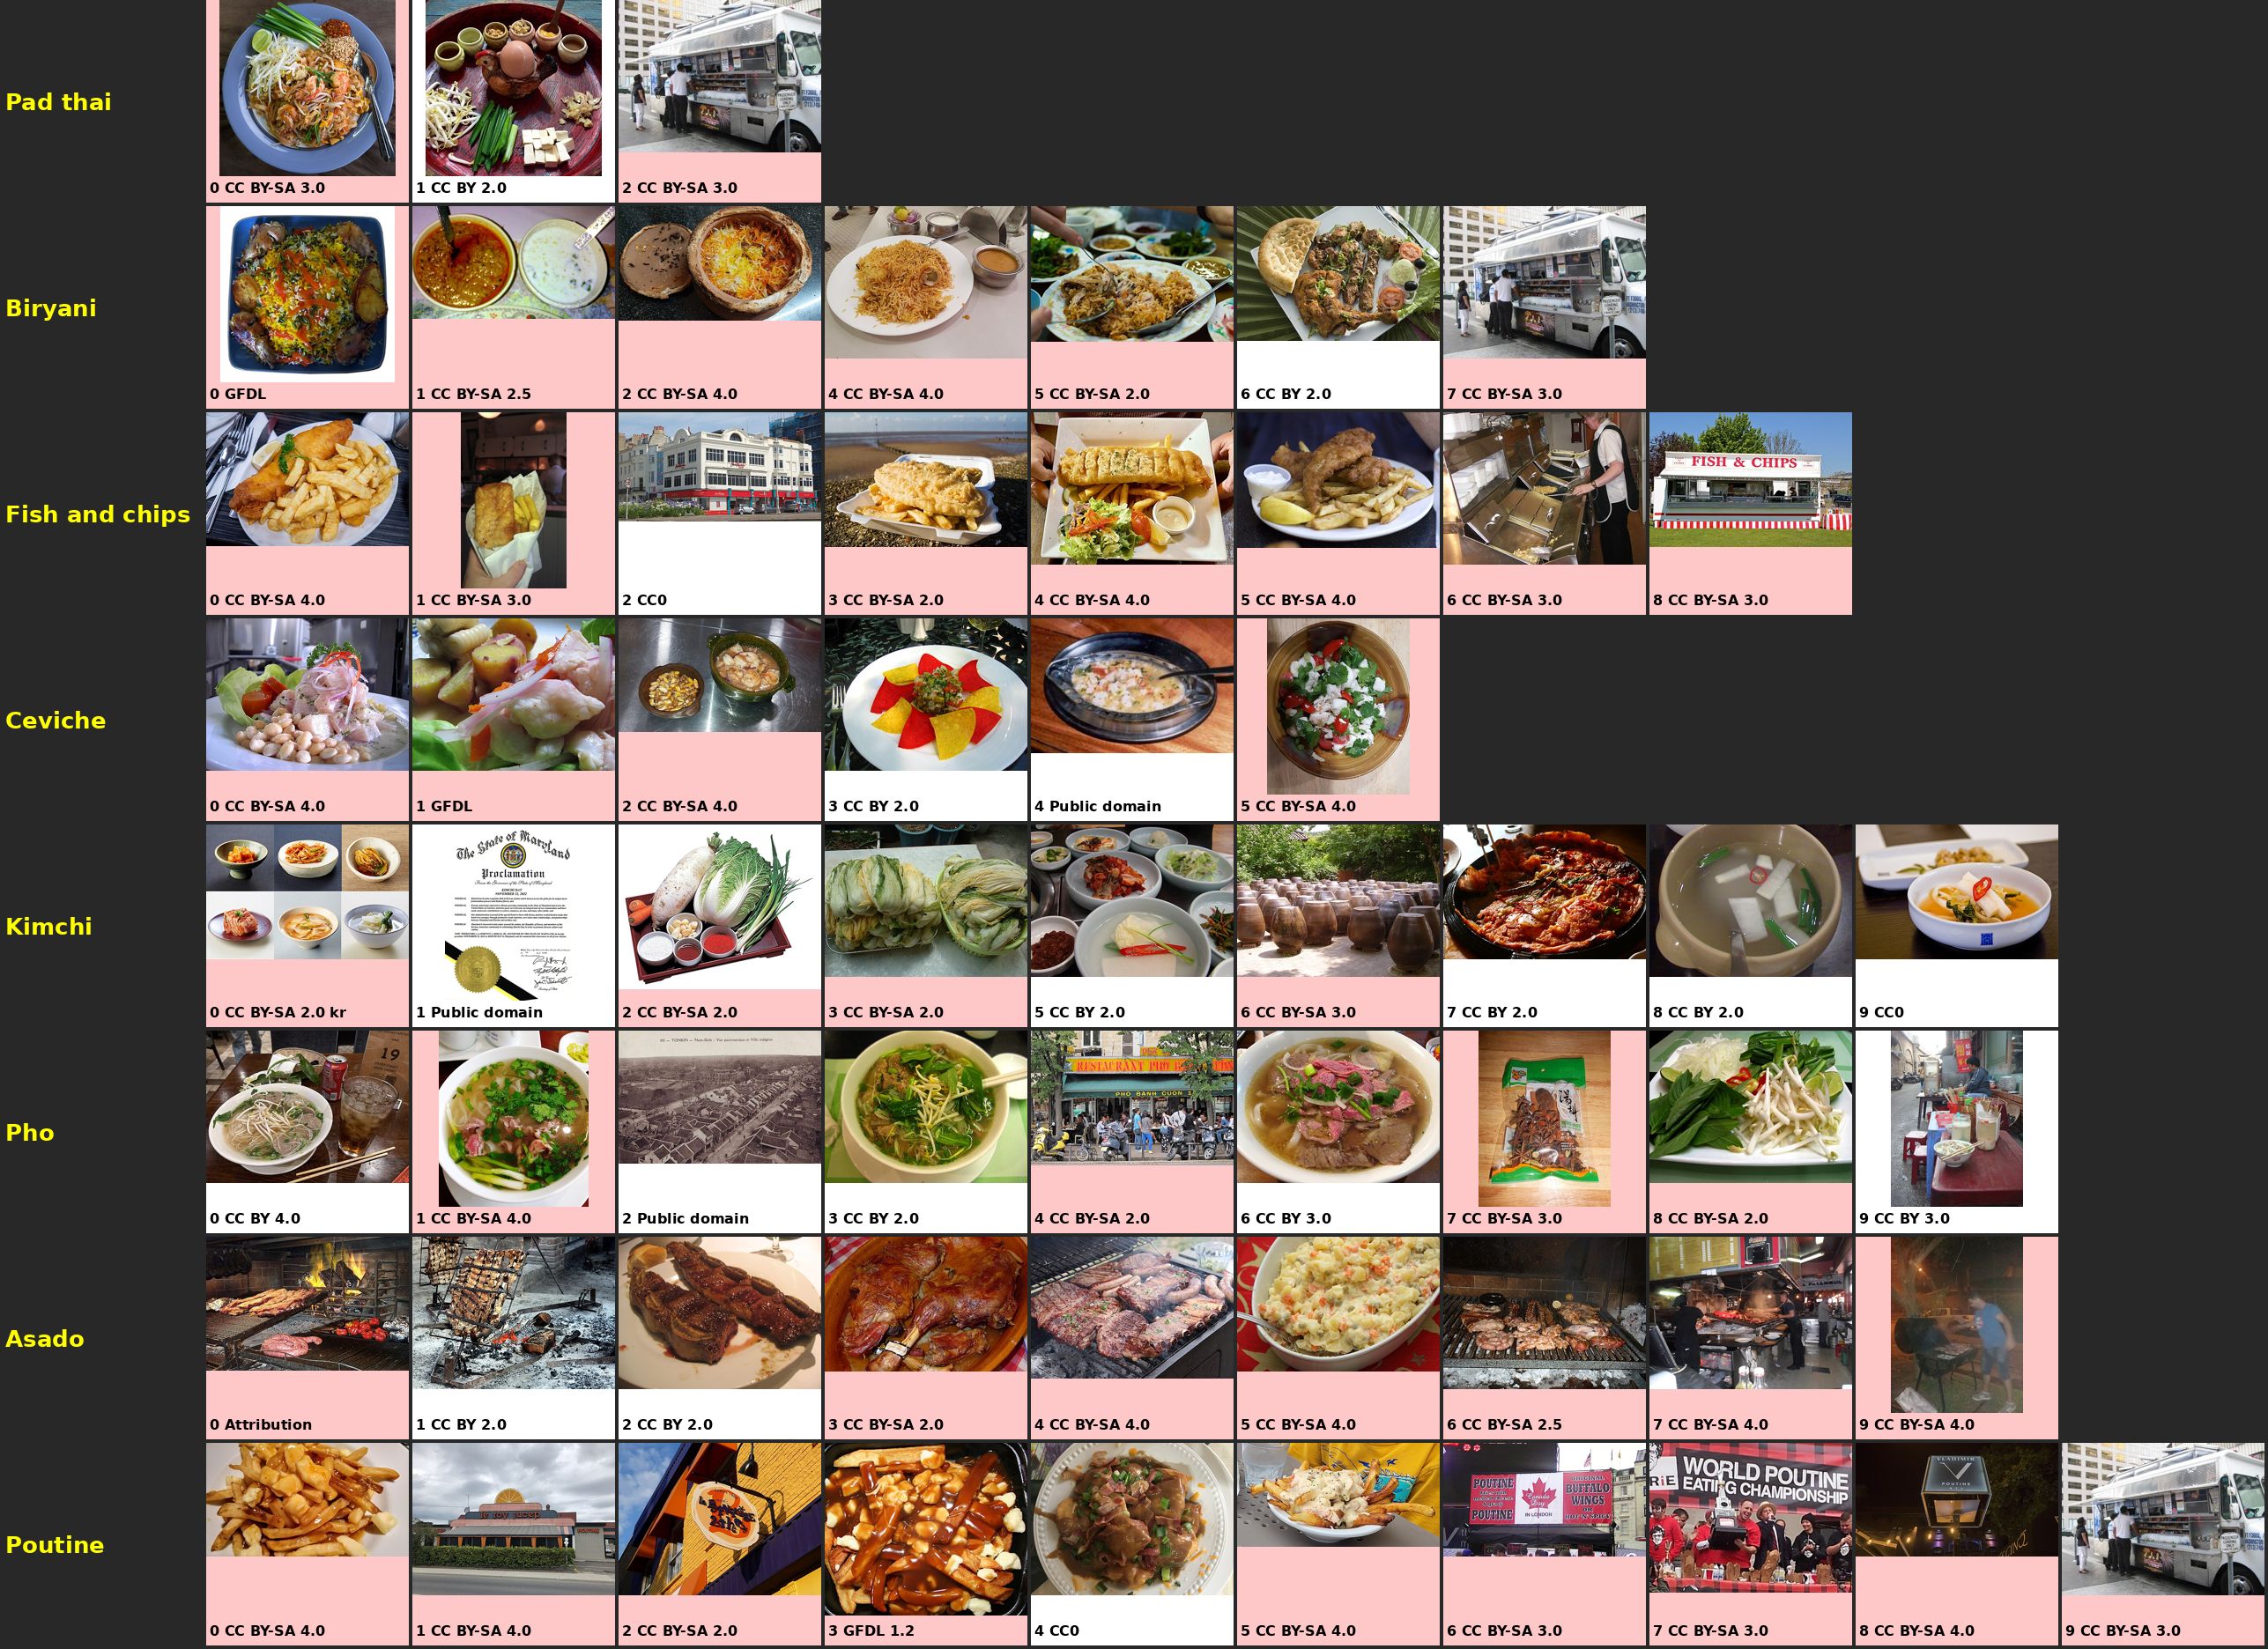 Pad thai
0 CC BY-SA 3.0
1 CC BY 2.0
2 CC BY-SA 3.0
Biryani
0 GFDL
1 CC BY-SA 2.5
2 CC BY-SA 4.0
4 CC BY-SA 4.0
5 CC BY-SA 2.0
6 CC BY 2.0
7 CC BY-SA 3.0
Fish and chips
FISH & CHIPS
0 CC BY-SA 4.0
1 CC BY-SA 3.0
2 CC0
3 CC BY-SA 2.0
4 CC BY-SA 4.0
5 CC BY-SA 4.0
6 CC BY-SA 3.0
8 CC BY-SA 3.0
Ceviche
0 CC BY-SA 4.0
1 GFDL
2 CC BY-SA 4.0
3 CC BY 2.0
4 Public domain
5 CC BY-SA 4.0
Kimchi
The State of Maryland
Proclamation
0 CC BY-SA 2.0 kr
1 Public domain
2 CC BY-SA 2.0
3 CC BY-SA 2.0
5 CC BY 2.0
6 CC BY-SA 3.0
7 CC BY 2.0
8 CC BY 2.0
9 CC0
Pho
19
RESTAURANT PHO
PHO BANH CUON
0 CC BY 4.0
1 CC BY-SA 4.0
2 Public domain
3 CC BY 2.0
4 CC BY-SA 2.0
6 CC BY 3.0
7 CC BY-SA 3.0
8 CC BY-SA 2.0
9 CC BY 3.0
Asado
0 Attribution
1 CC BY 2.0
2 CC BY 2.0
3 CC BY-SA 2.0
4 CC BY-SA 4.0
5 CC BY-SA 4.0
6 CC BY-SA 2.5
7 CC BY-SA 4.0
9 CC BY-SA 4.0
Poutine
POUTINE
POUTINE
Canada
Day
IN LONDON
ORIGINAL
BUFFALO
WINGS
WORLD POUTINE
EATING CHAMPIONSHIP
VLADIMIR
POUTINE
0 CC BY-SA 4.0
1 CC BY-SA 4.0
2 CC BY-SA 2.0
3 GFDL 1.2
4 CC0
5 CC BY-SA 4.0
6 CC BY-SA 3.0
7 CC BY-SA 3.0
8 CC BY-SA 4.0
9 CC BY-SA 3.0